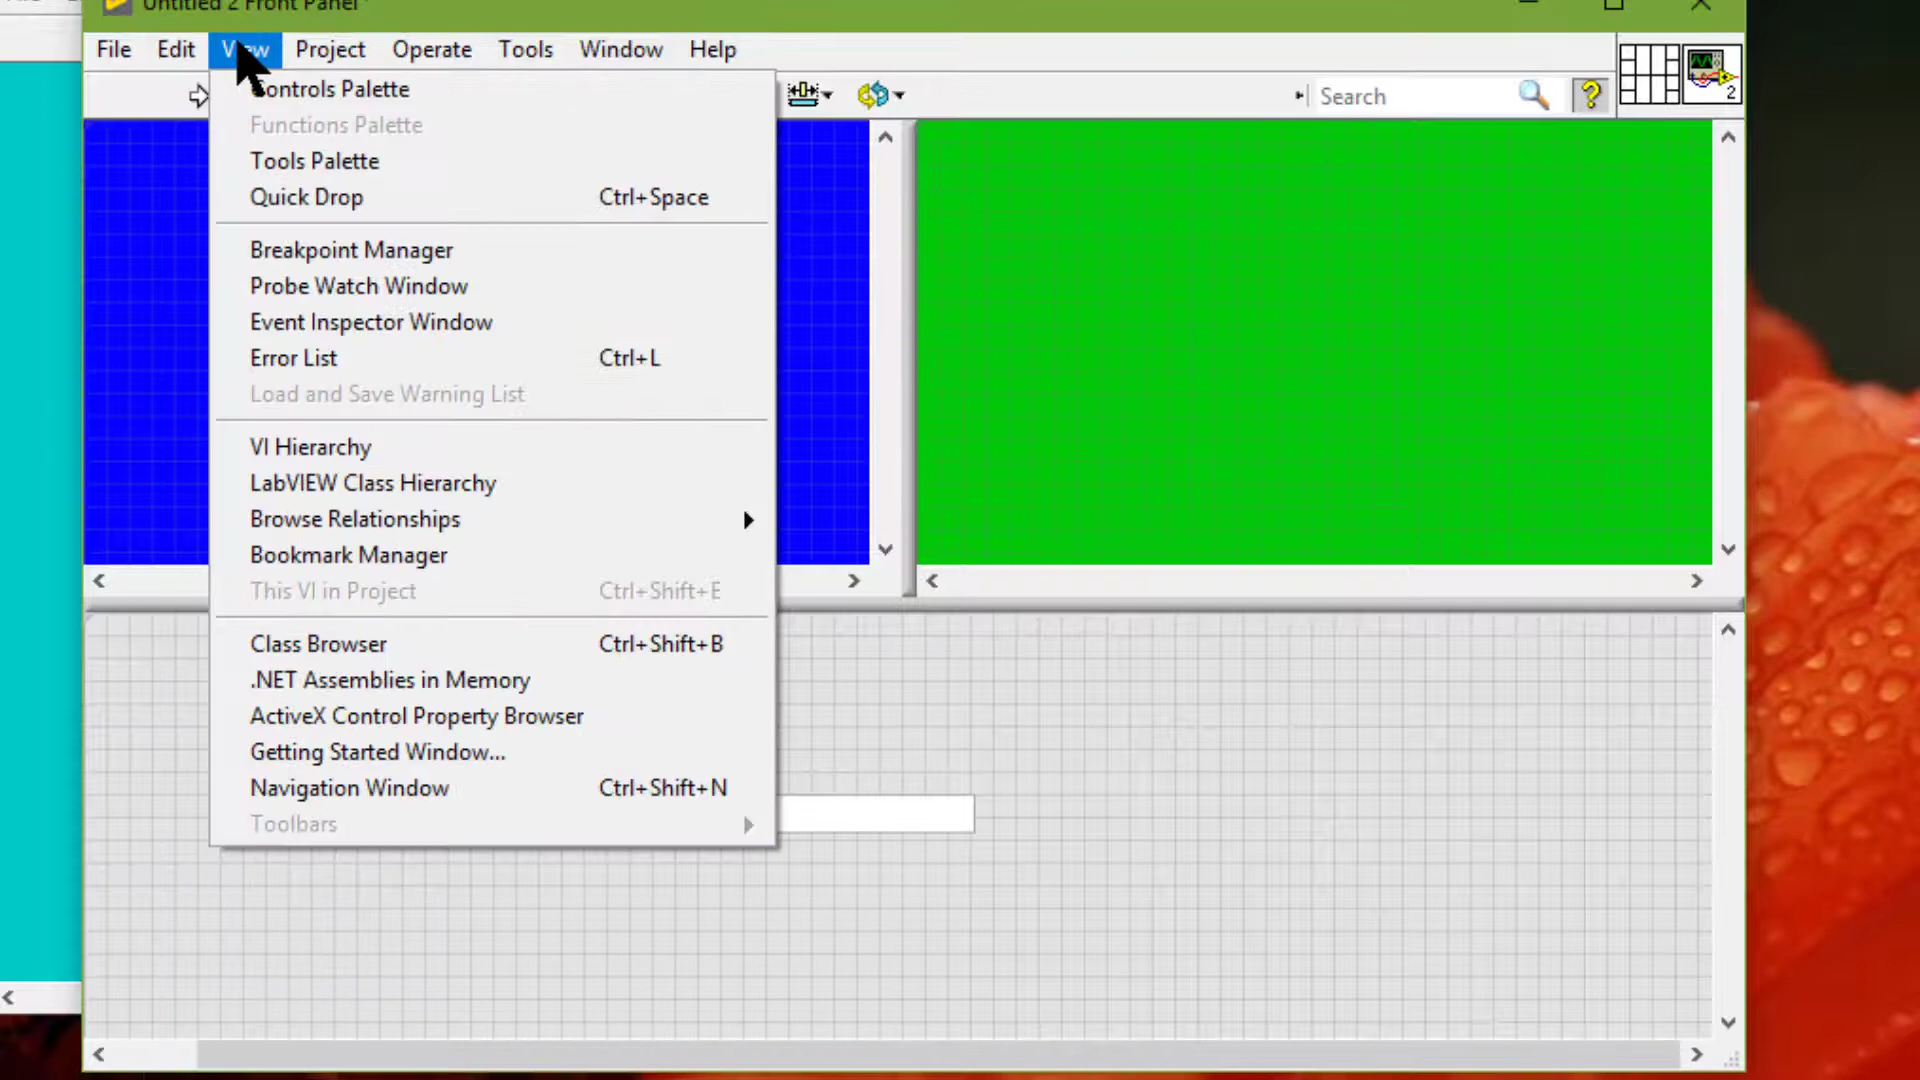 Untitled 2 Front Panel *
File Edit View Project Operate Tools Window Help
Search
2
Controls Palette
Functions Palette
Tools Palette
Quick Drop Ctrl+Space
Breakpoint Manager
Probe Watch Window
Event Inspector Window
Error List Ctrl+L
Load and Save Warning List
VI Hierarchy
LabVIEW Class Hierarchy
Browse Relationships
Bookmark Manager
This VI in Project Ctrl+Shift+E
Class Browser Ctrl+Shift+B
.NET Assemblies in Memory
ActiveX Control Property Browser
Getting Started Window...
Navigation Window Ctrl+Shift+N
Toolbars